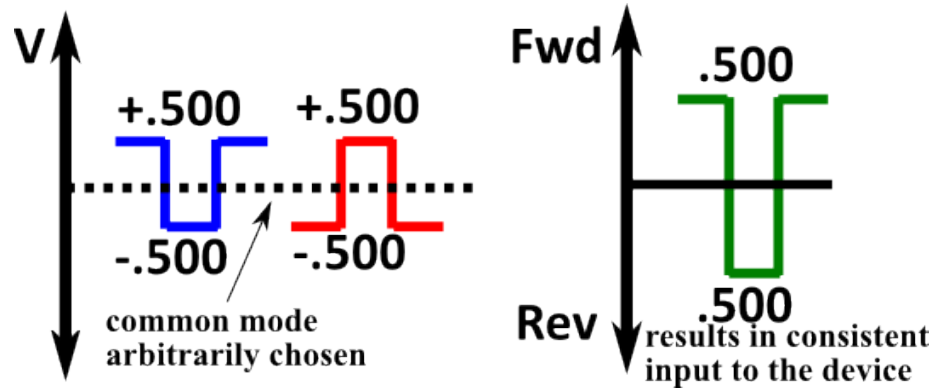 V
+.500
+.500
-.500
-.500
common mode
arbitrarily chosen
Fwd
.500
.500
Rev
results in consistent
input to the device